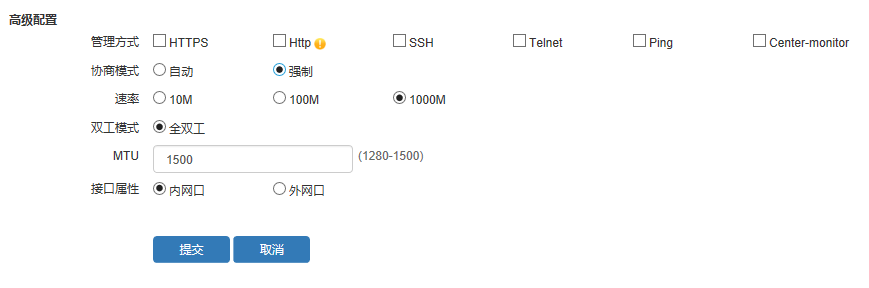 高级配置
管理方式 HTTPS Http SSH Telnet Ping Center-monitor
协商模式 自动 强制
速率 10M 100M 1000M
双工模式 全双工
MTU 1500 (1280-1500)
接口属性 内网口 外网口
提交 取消